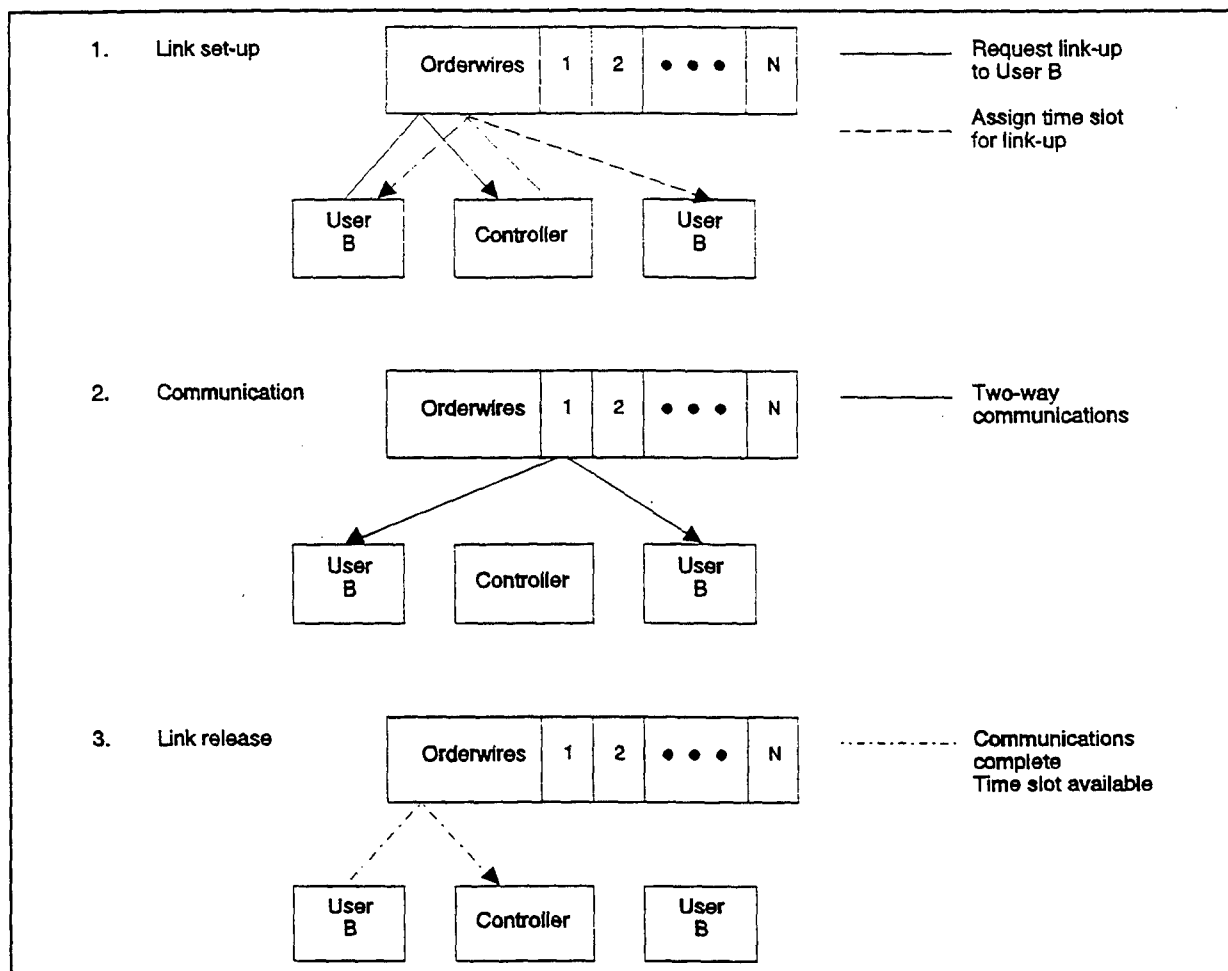 1. Link set-up
Orderwires 1 2 ● ● ● N
Request link-up
to User B
Assign time slot
for link-up
User
B
Controller
User
B
2. Communication
Orderwires 1 2 ● ● ● N
Two-way
communications
User
B
Controller
User
B
3. Link release
Orderwires 1 2 ● ● ● N
Communications
complete
Time slot available
User
B
Controller
User
B